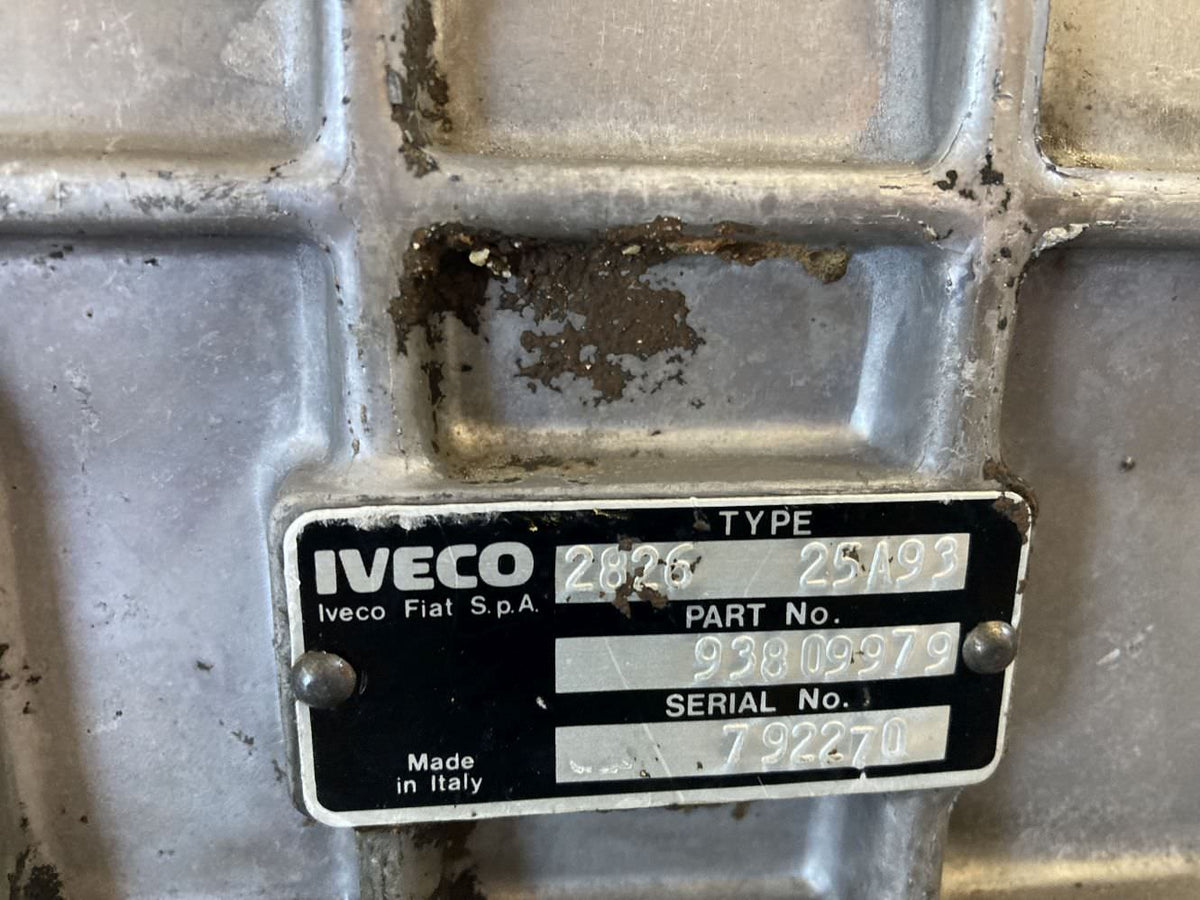 TYPE
IVECO 2826 25A93
Iveco Fiat S.p.A.
PART No.
93809979
SERIAL No.
792270
Made
in Italy